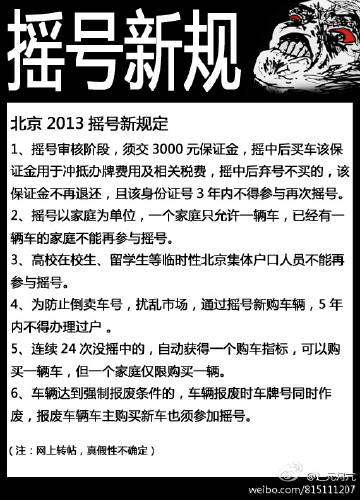 摇号新规
北京 2013 摇号新规定
1、摇号审核阶段，须交 3000 元保证金，摇中后买车该保
证金用于冲抵办牌费用及相关税费，摇中后弃号不买的，该
保证金不再退还，且该身份证号 3 年内不得参与再次摇号。
2、摇号以家庭为单位，一个家庭只允许一辆车，已经有一
辆车的家庭不能再参与摇号。
3、高校在校生、留学生等临时性北京集体户口人员不能再
参与摇号。
4、为防止倒卖车号，扰乱市场，通过摇号新购车辆，5 年
内不得办理过户 。
5、连续 24 次没摇中的，自动获得一个购车指标，可以购
买一辆车，但一个家庭仅限购买一辆。
6、车辆达到强制报废条件的，车辆报废时车牌号同时作
废，报废车辆车主购买新车也须参加摇号。
（注：网上转帖，真假性不确定）
weibo.com/815111207